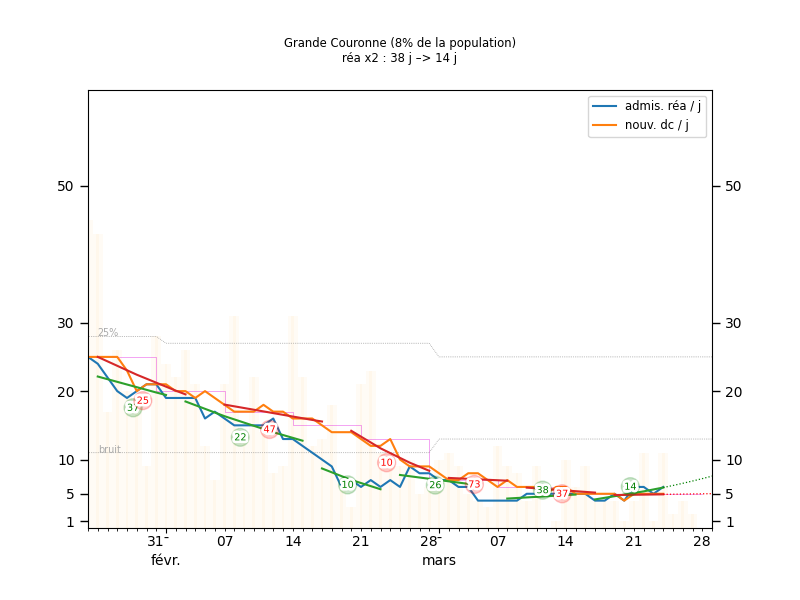 Grande Couronne (8% de la population)
réa x2 : 38 j –> 14 j
admis. réa / j
nouv. dc / j
50 50
30 30
25%
20 20
37 25 22 47
bruit
10 10
10 10 26 73 38 37 14
5 5
1 1
31 07 14 21 28 07 14 21 28
févr. mars